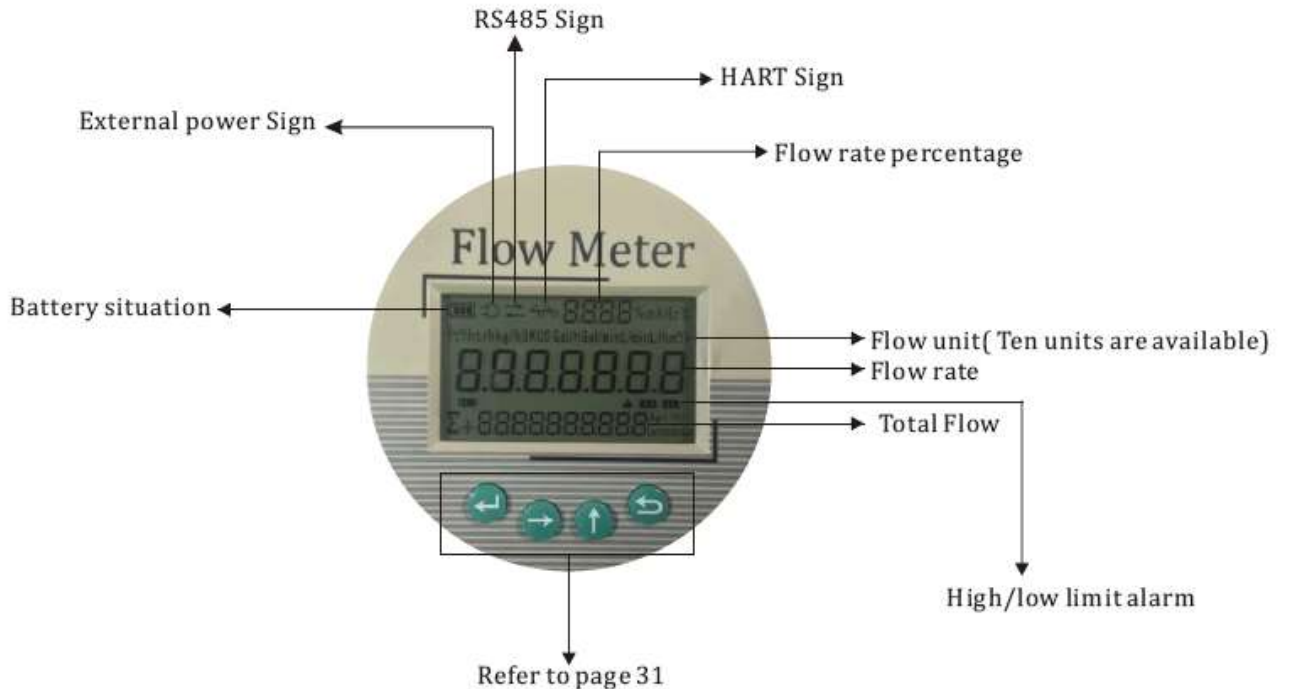 RS485 Sign
HART Sign
External power Sign
Flow rate percentage
Flow Meter
Battery situation
8888
Flow unit( Ten units are available)
8.8.8.8.8.8.8
Flow rate
Σ+8888888888
Total Flow
High/low limit alarm
Refer to page 31